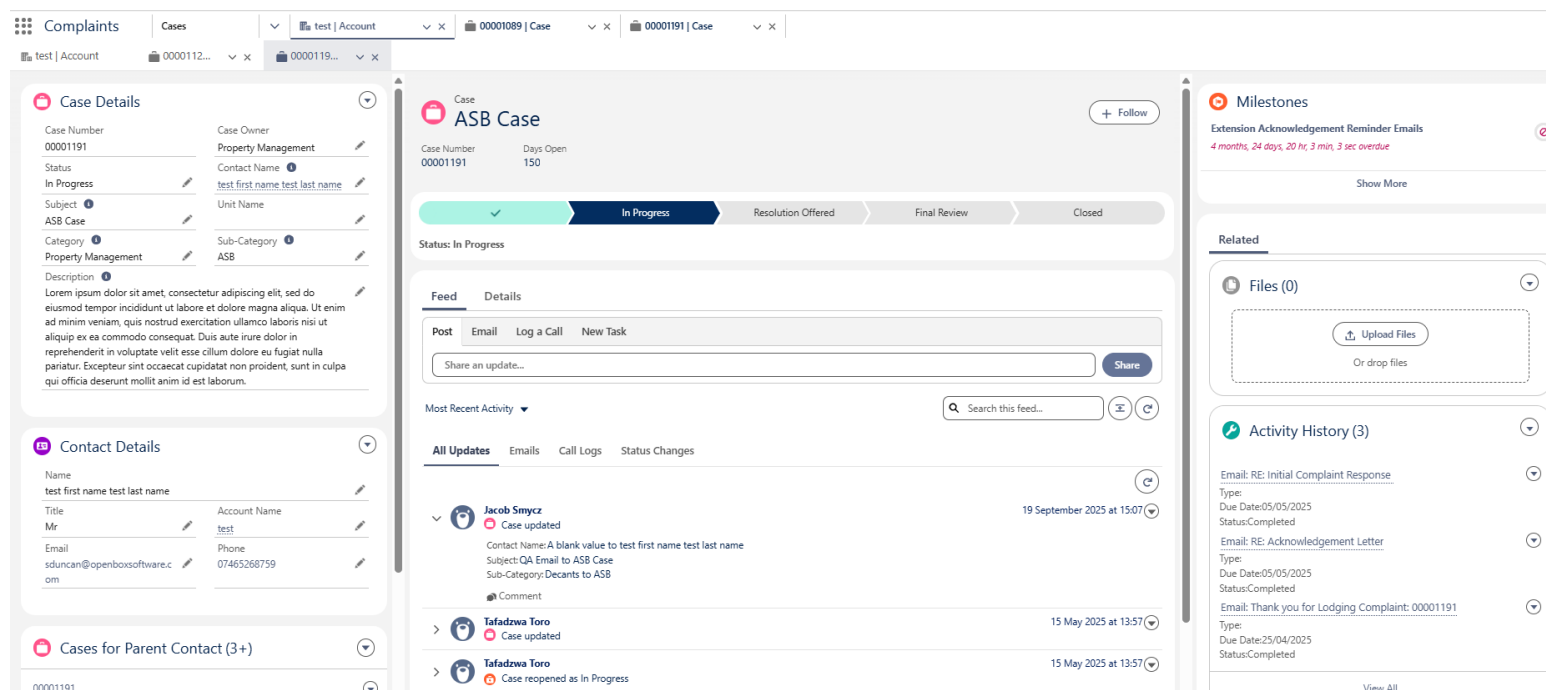 Complaints
Cases
test | Account
00001089 | Case
00001191 | Case
test | Account
0000112...
0000119...
Case Details
Case Number
00001191
Case Owner
Property Management
Status
In Progress
Contact Name
test first name test last name
Subject
ASB Case
Unit Name
Category
Property Management
Sub-Category
ASB
Description
Lorem ipsum dolor sit amet, consectetur adipiscing elit, sed do
eiusmod tempor incididunt ut labore et dolore magna aliqua. Ut enim
ad minim veniam, quis nostrud exercitation ullamco laboris nisi ut
aliquip ex ea commodo consequat. Duis aute irure dolor in
reprehenderit in voluptate velit esse cillum dolore eu fugiat nulla
pariatur. Excepteur sint occaecat cupidatat non proident, sunt in culpa
qui officia deserunt mollit anim id est laborum.
Contact Details
Name
test first name test last name
Title
Mr
Account Name
test
Email
sduncan@openboxsoftware.c
om
Phone
07465268759
Cases for Parent Contact (3+)
00001191
Case
ASB Case
Follow
Case Number
00001191
Days Open
150
In Progress
Resolution Offered
Final Review
Closed
Status: In Progress
Feed
Details
Post
Email
Log a Call
New Task
Share an update...
Share
Most Recent Activity
Search this feed...
All Updates
Emails
Call Logs
Status Changes
Jacob Smycz
19 September 2025 at 15:07
Case updated
Contact Name: A blank value to test first name test last name
Subject: QA Email to ASB Case
Sub-Category: Decants to ASB
Comment
Tafadzwa Toro
15 May 2025 at 13:57
Case updated
Tafadzwa Toro
15 May 2025 at 13:57
Case reopened as In Progress
Milestones
Extension Acknowledgement Reminder Emails
4 months, 24 days, 20 hr, 3 min, 3 sec overdue
Show More
Related
Files (0)
Upload Files
Or drop files
Activity History (3)
Email: RE: Initial Complaint Response
Type:
Due Date:05/05/2025
Status:Completed
Email: RE: Acknowledgement Letter
Type:
Due Date:05/05/2025
Status:Completed
Email: Thank you for Lodging Complaint: 00001191
Type:
Due Date:25/04/2025
Status:Completed
View All